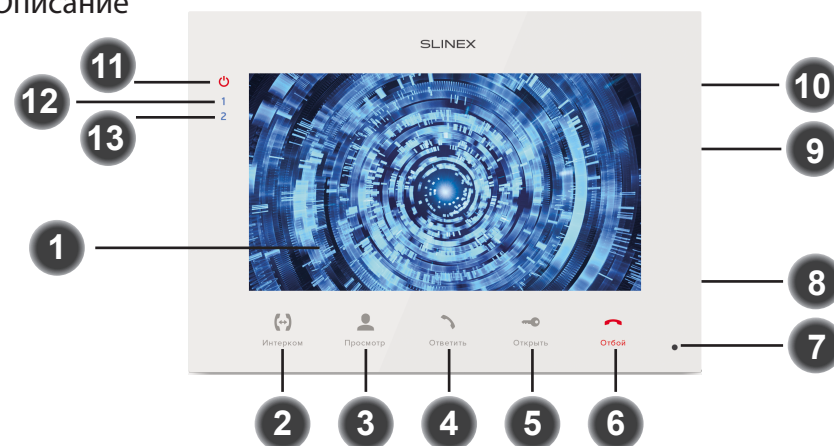 Описание
SLINEX
11
12
13
1
2
10
9
1
8
7
Интерком
Просмотр
Ответить
Открыть
Отбой
2
3
4
5
6